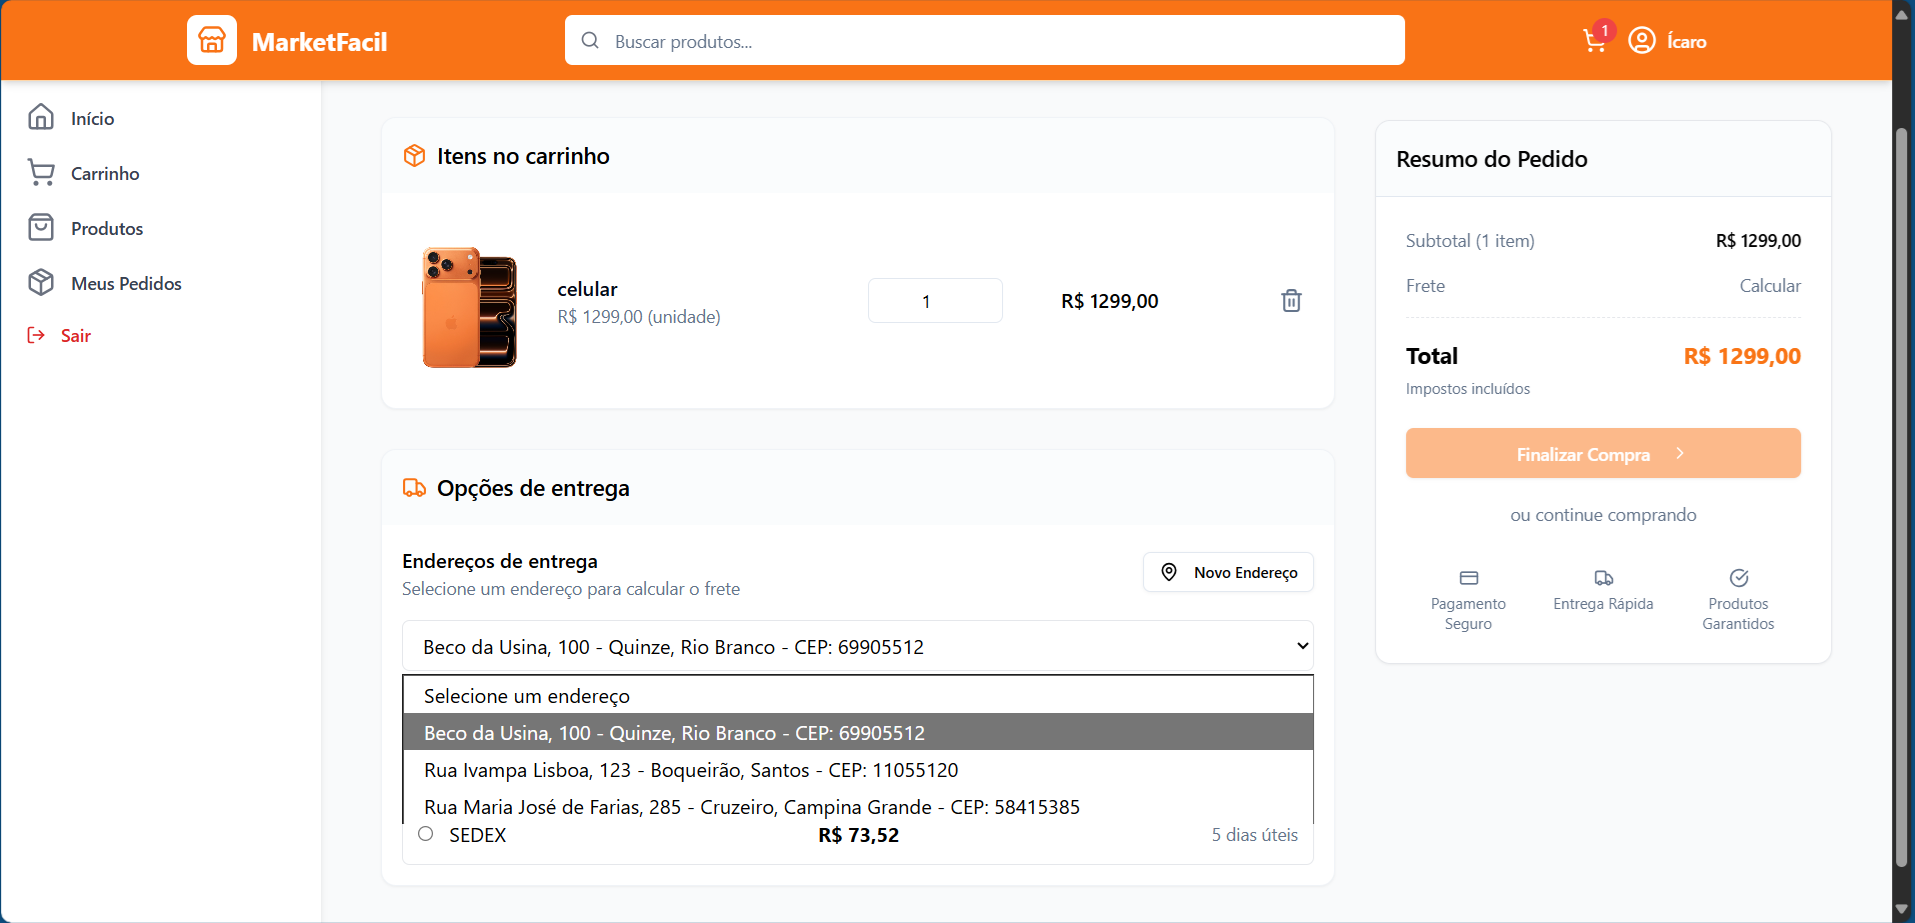 MarketFacil
Buscar produtos...
1
Ícaro
Início
Carrinho
Produtos
Meus Pedidos
Sair
Itens no carrinho
celular
R$ 1299,00 (unidade)
1
R$ 1299,00
Opções de entrega
Endereços de entrega
Selecione um endereço para calcular o frete
Novo Endereço
Beco da Usina, 100 - Quinze, Rio Branco - CEP: 69905512
Selecione um endereço
Beco da Usina, 100 - Quinze, Rio Branco - CEP: 69905512
Rua Ivampa Lisboa, 123 - Boqueirão, Santos - CEP: 11055120
Rua Maria José de Farias, 285 - Cruzeiro, Campina Grande - CEP: 58415385
SEDEX R$ 73,52 5 dias úteis
Resumo do Pedido
Subtotal (1 item) R$ 1299,00
Frete Calcular
Total R$ 1299,00
Impostos incluídos
Finalizar Compra
ou continue comprando
Pagamento
Seguro
Entrega Rápida
Produtos
Garantidos